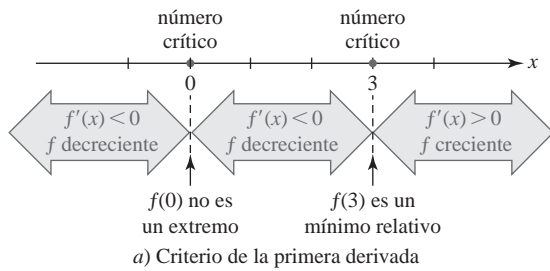 número número
crítico crítico
x
0 3
f′(x) < 0 f′(x) < 0 f′(x) > 0
f decreciente f decreciente f creciente
f(0) no es f(3) es un
un extremo mínimo relativo
a) Criterio de la primera derivada